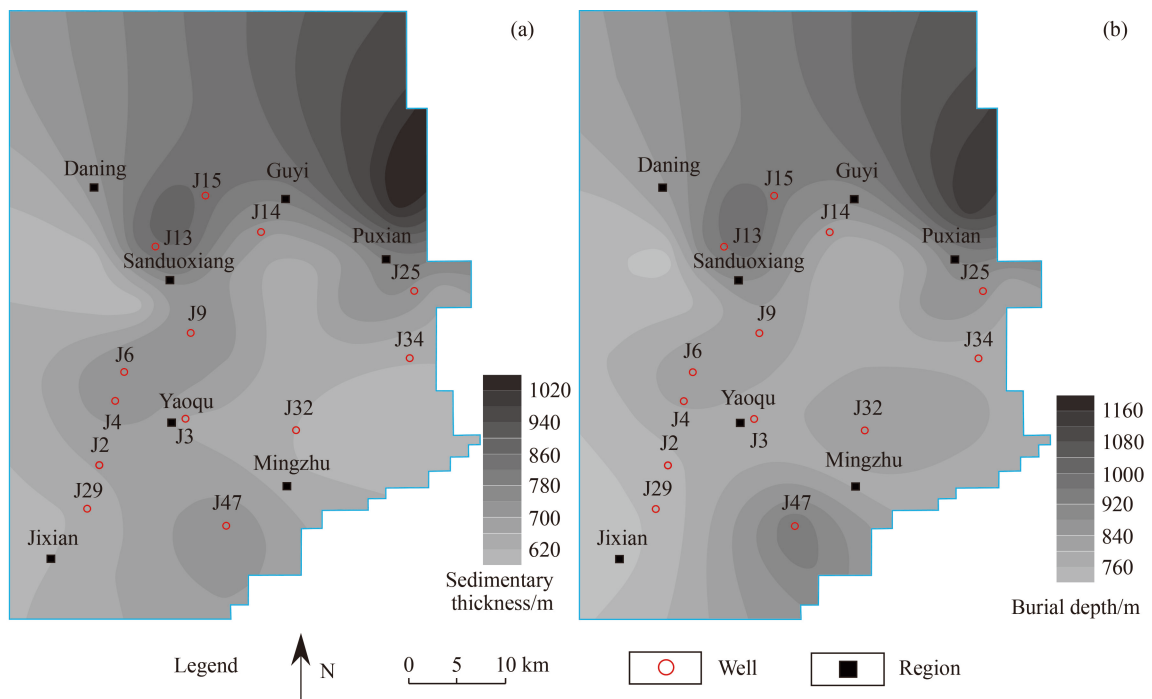 (a)
Daning
J15
Guyi
J14
J13
Sanduoxiang
Puxian
J25
J9
J34
J6
J4
Yaoqu
J3
J32
J2
Mingzhu
J29
J47
Jixian
1020
940
860
780
700
620
Sedimentary
thickness/m
(b)
Daning
J15
Guyi
J14
J13
Sanduoxiang
Puxian
J25
J9
J34
J6
J4
Yaoqu
J3
J32
J2
Mingzhu
J29
J47
Jixian
1160
1080
1000
920
840
760
Burial depth/m
Legend
N
0 5 10 km
Well
Region